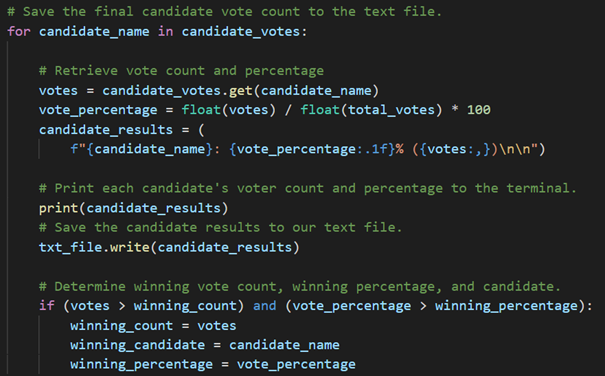 # Save the final candidate vote count to the text file.
for candidate_name in candidate_votes:

    # Retrieve vote count and percentage
    votes = candidate_votes.get(candidate_name)
    vote_percentage = float(votes) / float(total_votes) * 100
    candidate_results = (
        f"{candidate_name}: {vote_percentage:.1f}% ({votes:,})\n\n")

    # Print each candidate's voter count and percentage to the terminal.
    print(candidate_results)
    # Save the candidate results to our text file.
    txt_file.write(candidate_results)

    # Determine winning vote count, winning percentage, and candidate.
    if (votes > winning_count) and (vote_percentage > winning_percentage):
        winning_count = votes
        winning_candidate = candidate_name
        winning_percentage = vote_percentage